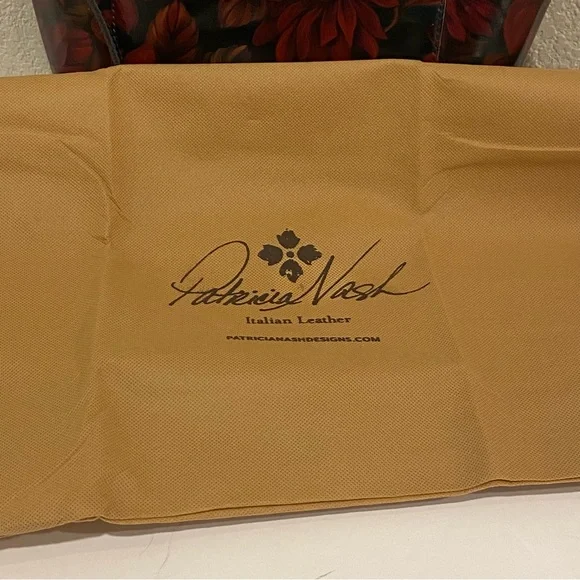 Patricia Nash
Italian Leather
PATRICIANASHDESIGNS.COM